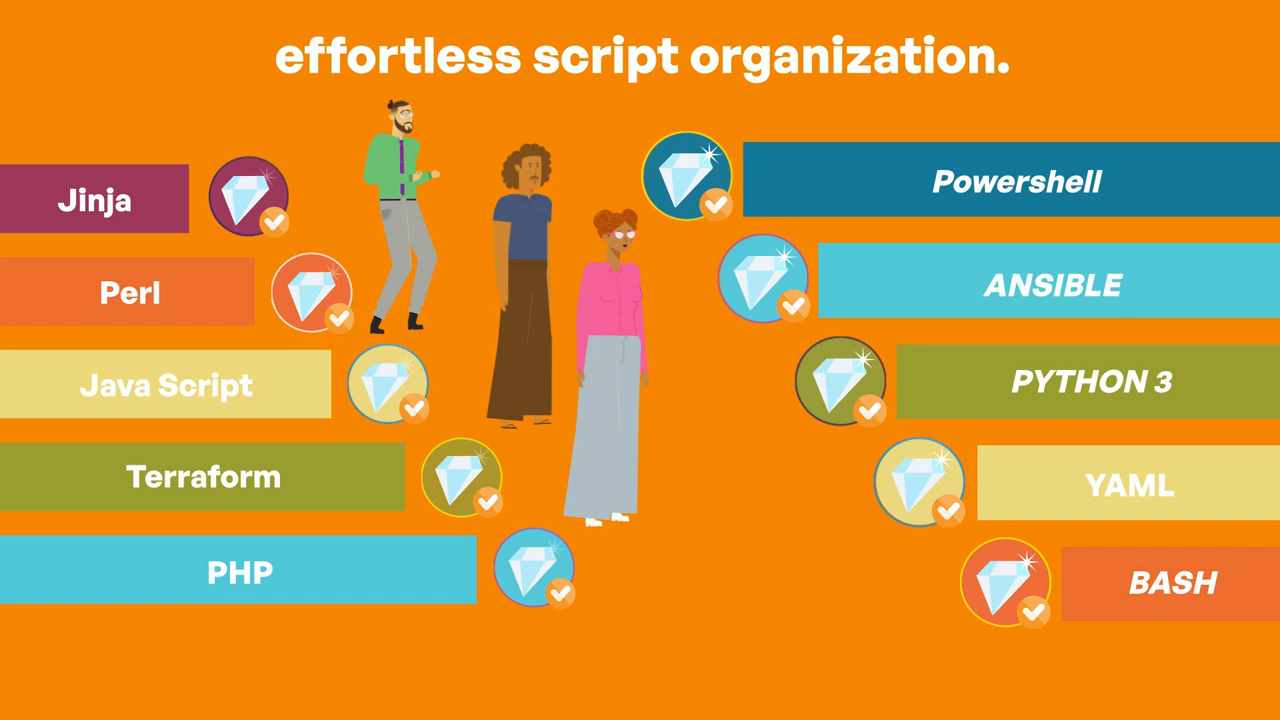 effortless script organization.
Jinja
Perl
Java Script
Terraform
PHP
Powershell
ANSIBLE
PYTHON 3
YAML
BASH